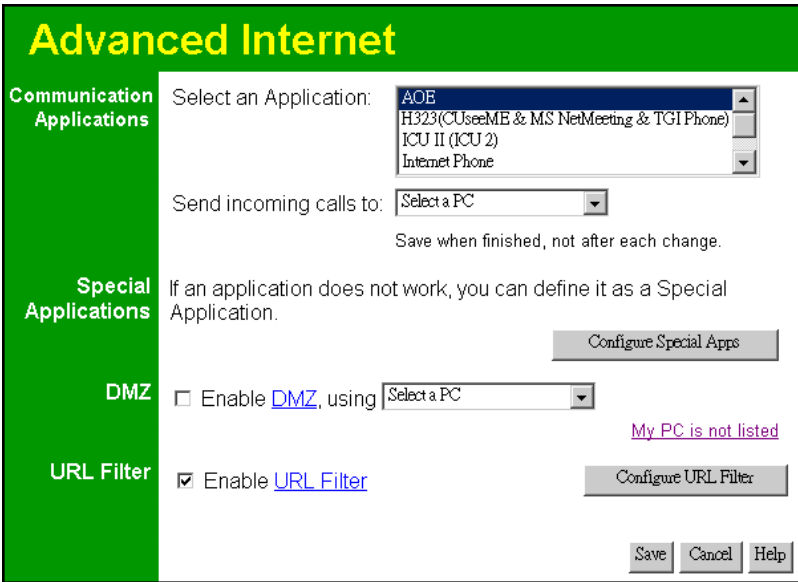 Advanced Internet
Communication Applications
Select an Application:
AOE
H323(CUseeME & MS NetMeeting & TGI Phone)
ICU II (ICU 2)
Internet Phone
Send incoming calls to:
Select a PC
Save when finished, not after each change.
Special Applications
If an application does not work, you can define it as a Special
Application.
Configure Special Apps
DMZ
Enable DMZ, using
Select a PC
My PC is not listed
URL Filter
Enable URL Filter
Configure URL Filter
Save
Cancel
Help